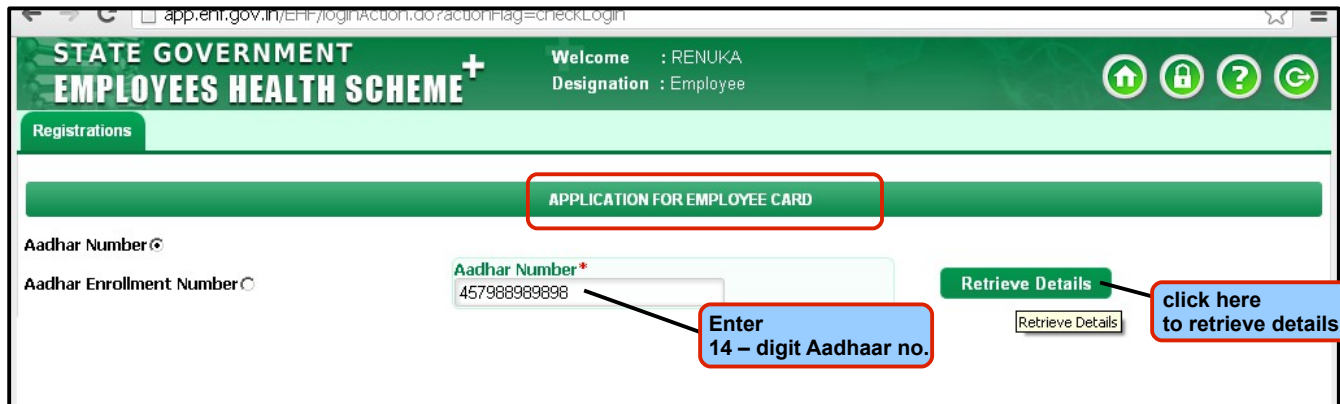 app.ehf.gov.in/EHF/loginAction.do?actionFlag=checkLogin
STATE GOVERNMENT
EMPLOYEES HEALTH SCHEME+
Welcome : RENUKA
Designation : Employee
Registrations
APPLICATION FOR EMPLOYEE CARD
Aadhar Number
Aadhar Enrollment Number
Aadhar Number*
457988989898
Retrieve Details
Retrieve Details
Enter
14 – digit Aadhaar no.
click here
to retrieve details